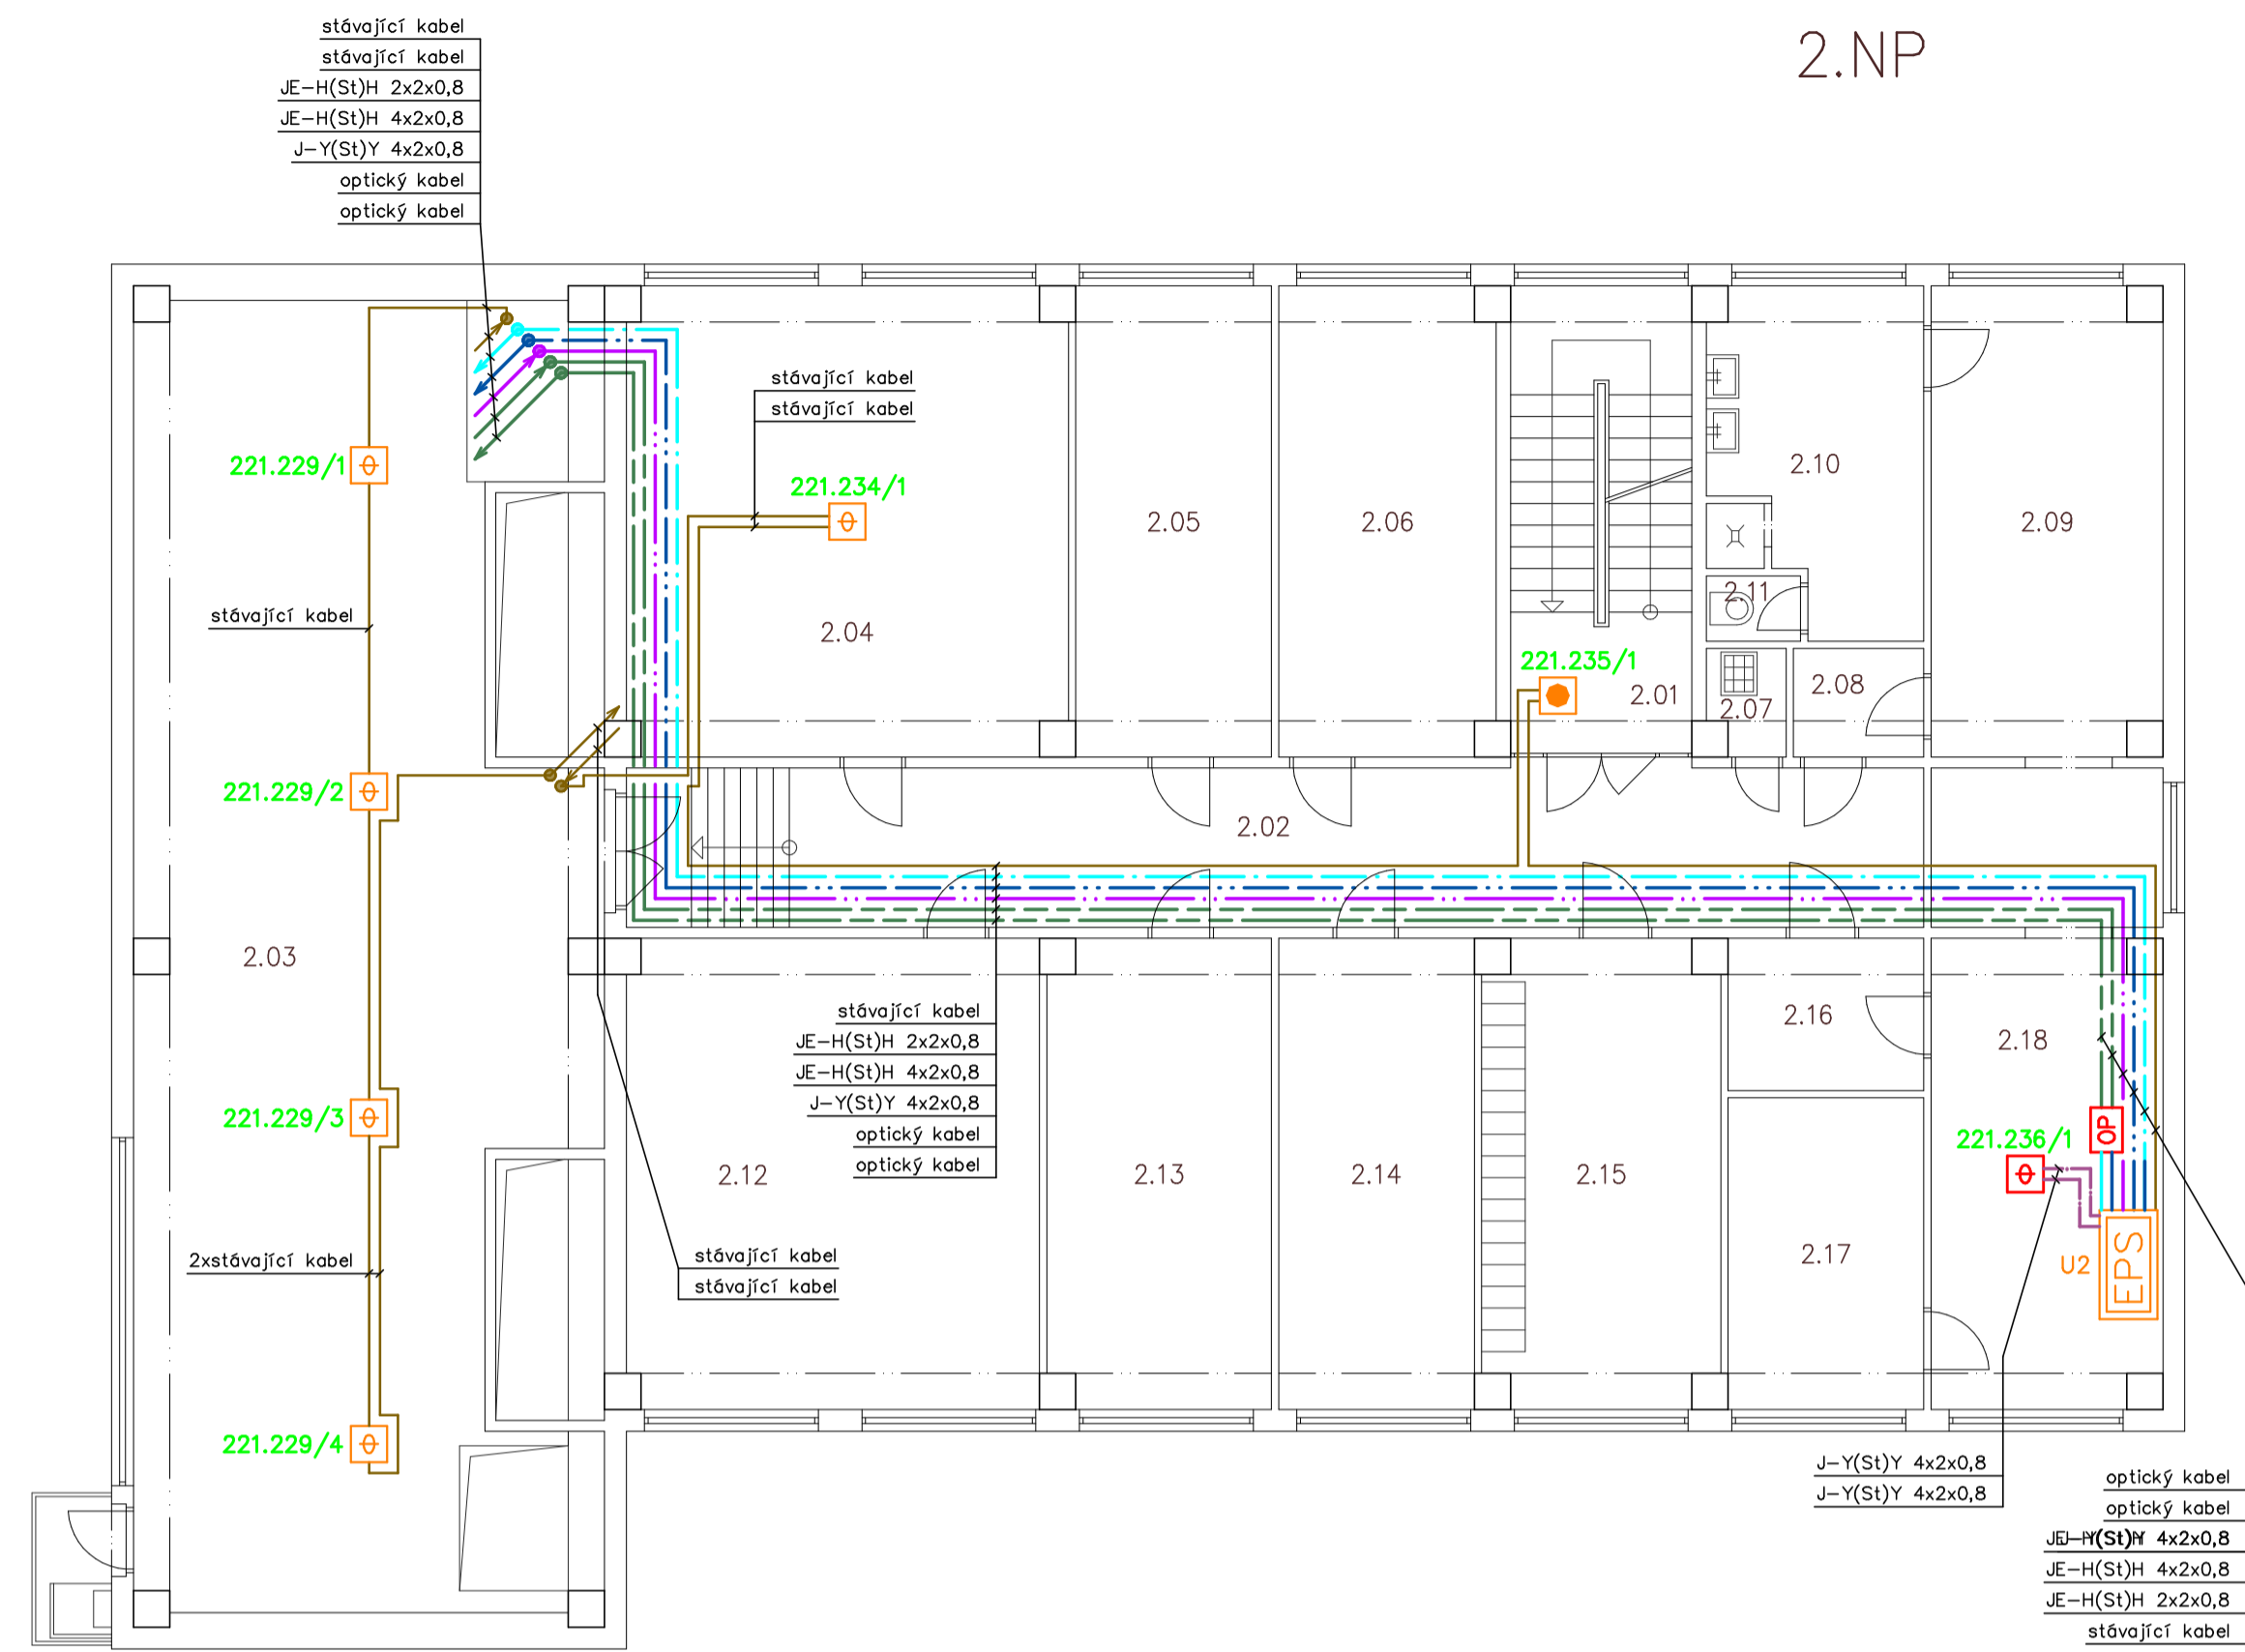 2.NP
stávající kabel
stávající kabel
JE-H(St)H 2x2x0,8
JE-H(St)H 4x2x0,8
J-Y(St)Y 4x2x0,8
optický kabel
optický kabel
stávající kabel
stávající kabel
221.229/1
221.234/1
2.05
2.06
2.10
2.09
2.11
stávající kabel
2.04
221.235/1
2.01
2.07
2.08
221.229/2
2.02
2.03
stávající kabel
JE-H(St)H 2x2x0,8
JE-H(St)H 4x2x0,8
J-Y(St)Y 4x2x0,8
optický kabel
optický kabel
2.16
2.18
221.229/3
221.236/1
OP
2.12
2.13
2.14
2.15
2.17
U2
EPS
2xstávající kabel
stávající kabel
stávající kabel
221.229/4
J-Y(St)Y 4x2x0,8
J-Y(St)Y 4x2x0,8
optický kabel
optický kabel
4x2x0,8
JE-H(St)H 4x2x0,8
JE-H(St)H 2x2x0,8
stávající kabel